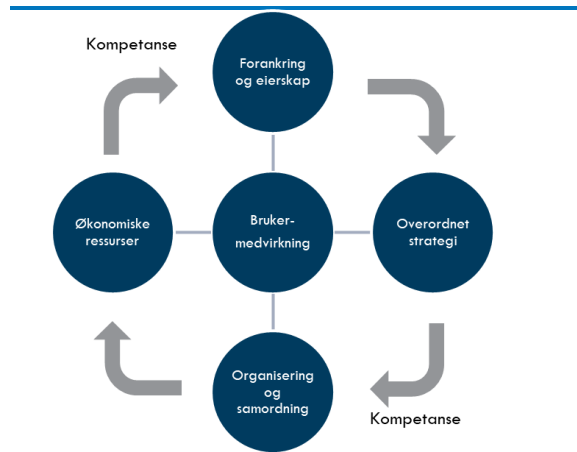 Kompetanse
Forankring
og eierskap
Økonomiske
ressurser
Bruker-
medvirkning
Overordnet
strategi
Organisering
og
samordning
Kompetanse